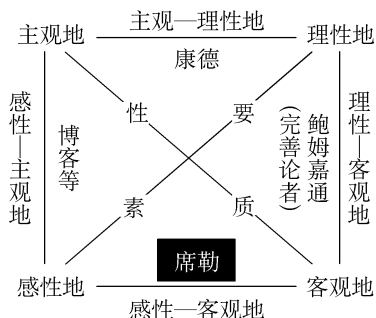 主观—理性地
主观地
理性地
康德
感性—主观地
博客等
性
要
鲍姆嘉通
(完善论者)
理性—客观地
素
质
席勒
感性地
客观地
感性—客观地